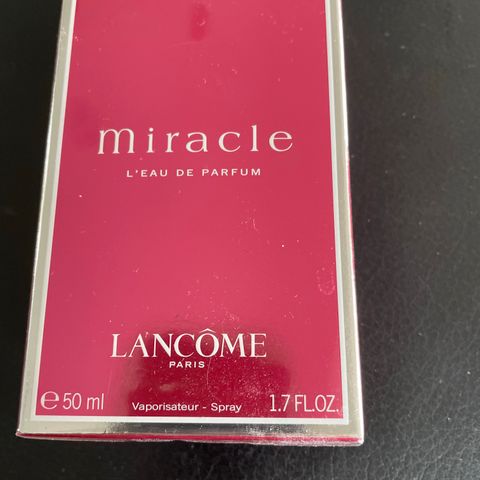 miracle
L'EAU DE PARFUM
LANCÔME
PARIS
℮ 50 ml Vaporisateur - Spray 1.7 FL.OZ.